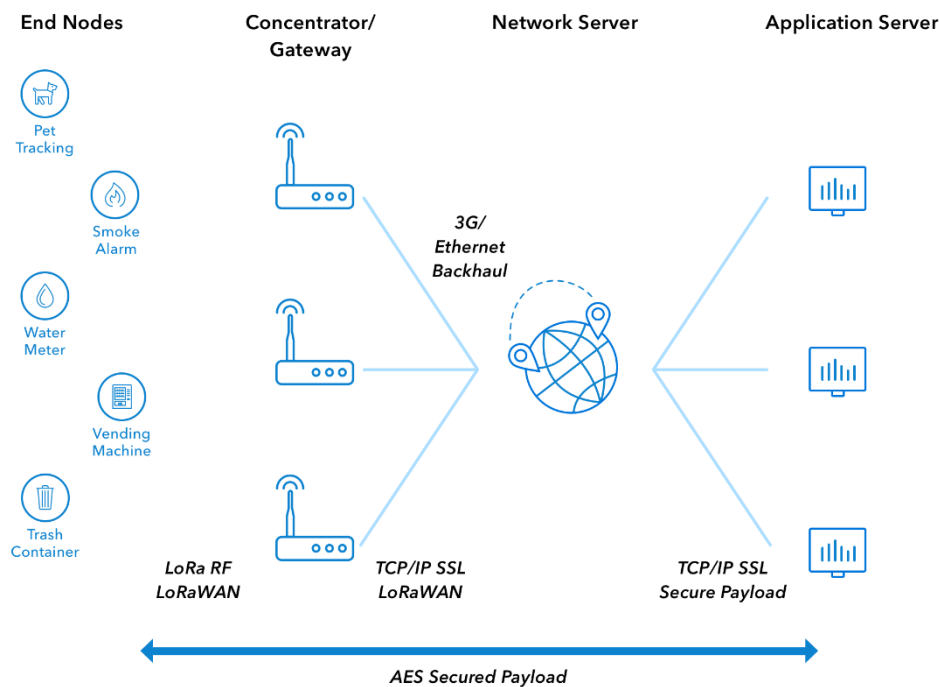 End Nodes
Concentrator/
Gateway
Network Server
Application Server
Pet
Tracking
Smoke
Alarm
Water
Meter
Vending
Machine
Trash
Container
3G/
Ethernet
Backhaul
LoRa RF
LoRaWAN
TCP/IP SSL
LoRaWAN
TCP/IP SSL
Secure Payload
AES Secured Payload